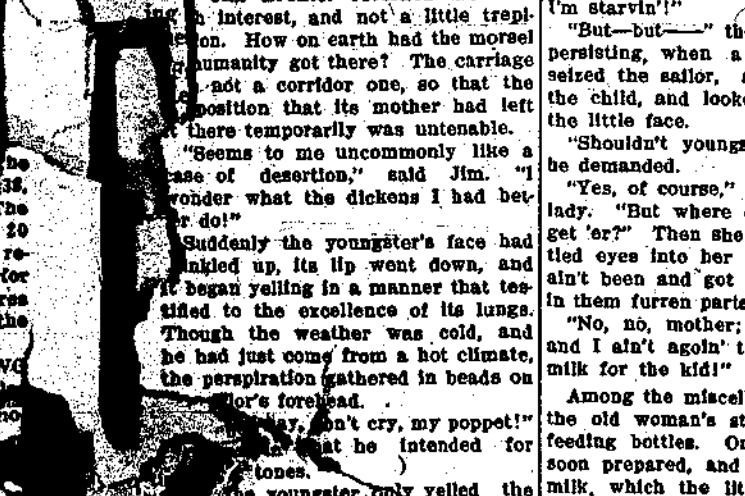 he
38,
The
20
re-
for
the
interest, and not a little trepi-
How on earth had the morsel
humanity got there? The carriage
not a corridor one, so that the
position that its mother had left
there temporarily was untenable.
"Seems to me uncommonly like a
case of desertion," said Jim. "I
wonder what the dickens I had bet-
do!"
Suddenly the youngster's face had
up, its lip went down, and
it began yelling in a manner that tes-
tified to the excellence of its lungs.
Though the weather was cold, and
he had just come from a hot climate,
the perspiration gathered in beads on
forehead.
don't cry, my poppet!"
he intended for
tones.
youngster only yelled the
I'm starvin'!"
"But—but——"
persisting, when a
seized the sailor,
the child, and
the little face.
"Shouldn't
he demanded.
"Yes, of course,"
lady. "But where
get 'er?" Then she
tied eyes into her
ain't been and got
in them furren
"No, no, mother;
and I ain't agoin'
milk for the kid!"
Among the
the old woman's
feeding bottles.
soon prepared, and
milk, which the